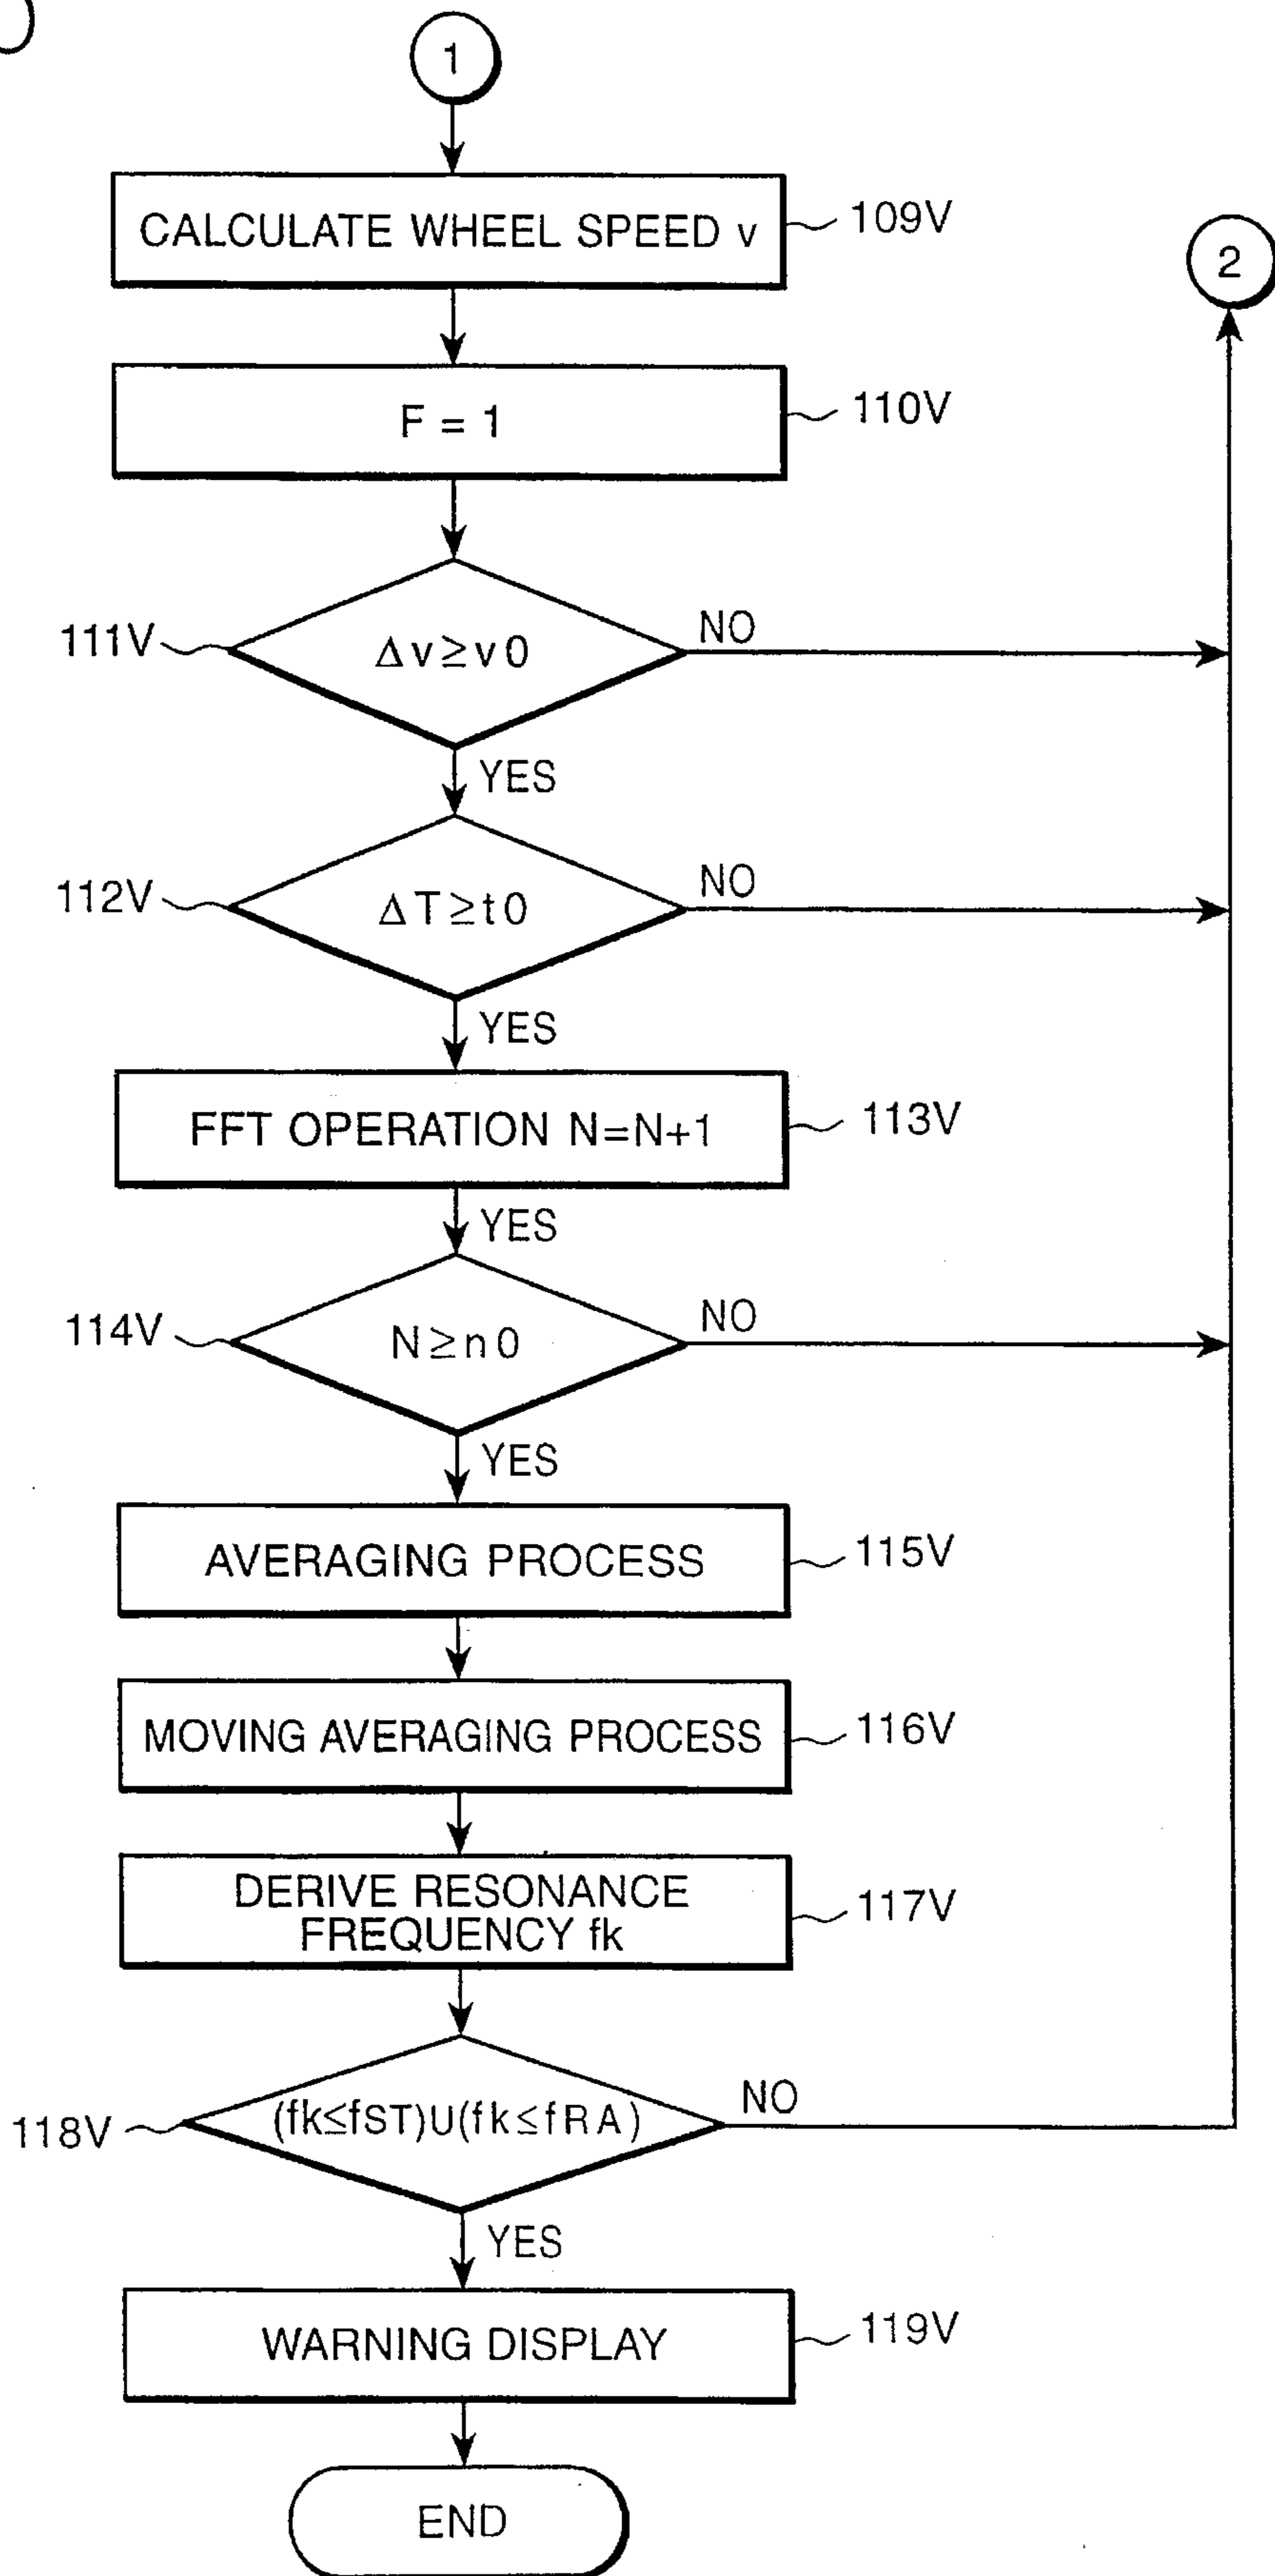 1
CALCULATE WHEEL SPEED v
109V
2
F = 1
110V
111V
Δv≥v0
NO
YES
112V
ΔT≥t0
NO
YES
FFT OPERATION N=N+1
113V
YES
114V
N≥n0
NO
YES
AVERAGING PROCESS
115V
MOVING AVERAGING PROCESS
116V
DERIVE RESONANCE
FREQUENCY fk
117V
118V
(fk≤fST)U(fk≤fRA)
NO
YES
WARNING DISPLAY
119V
END